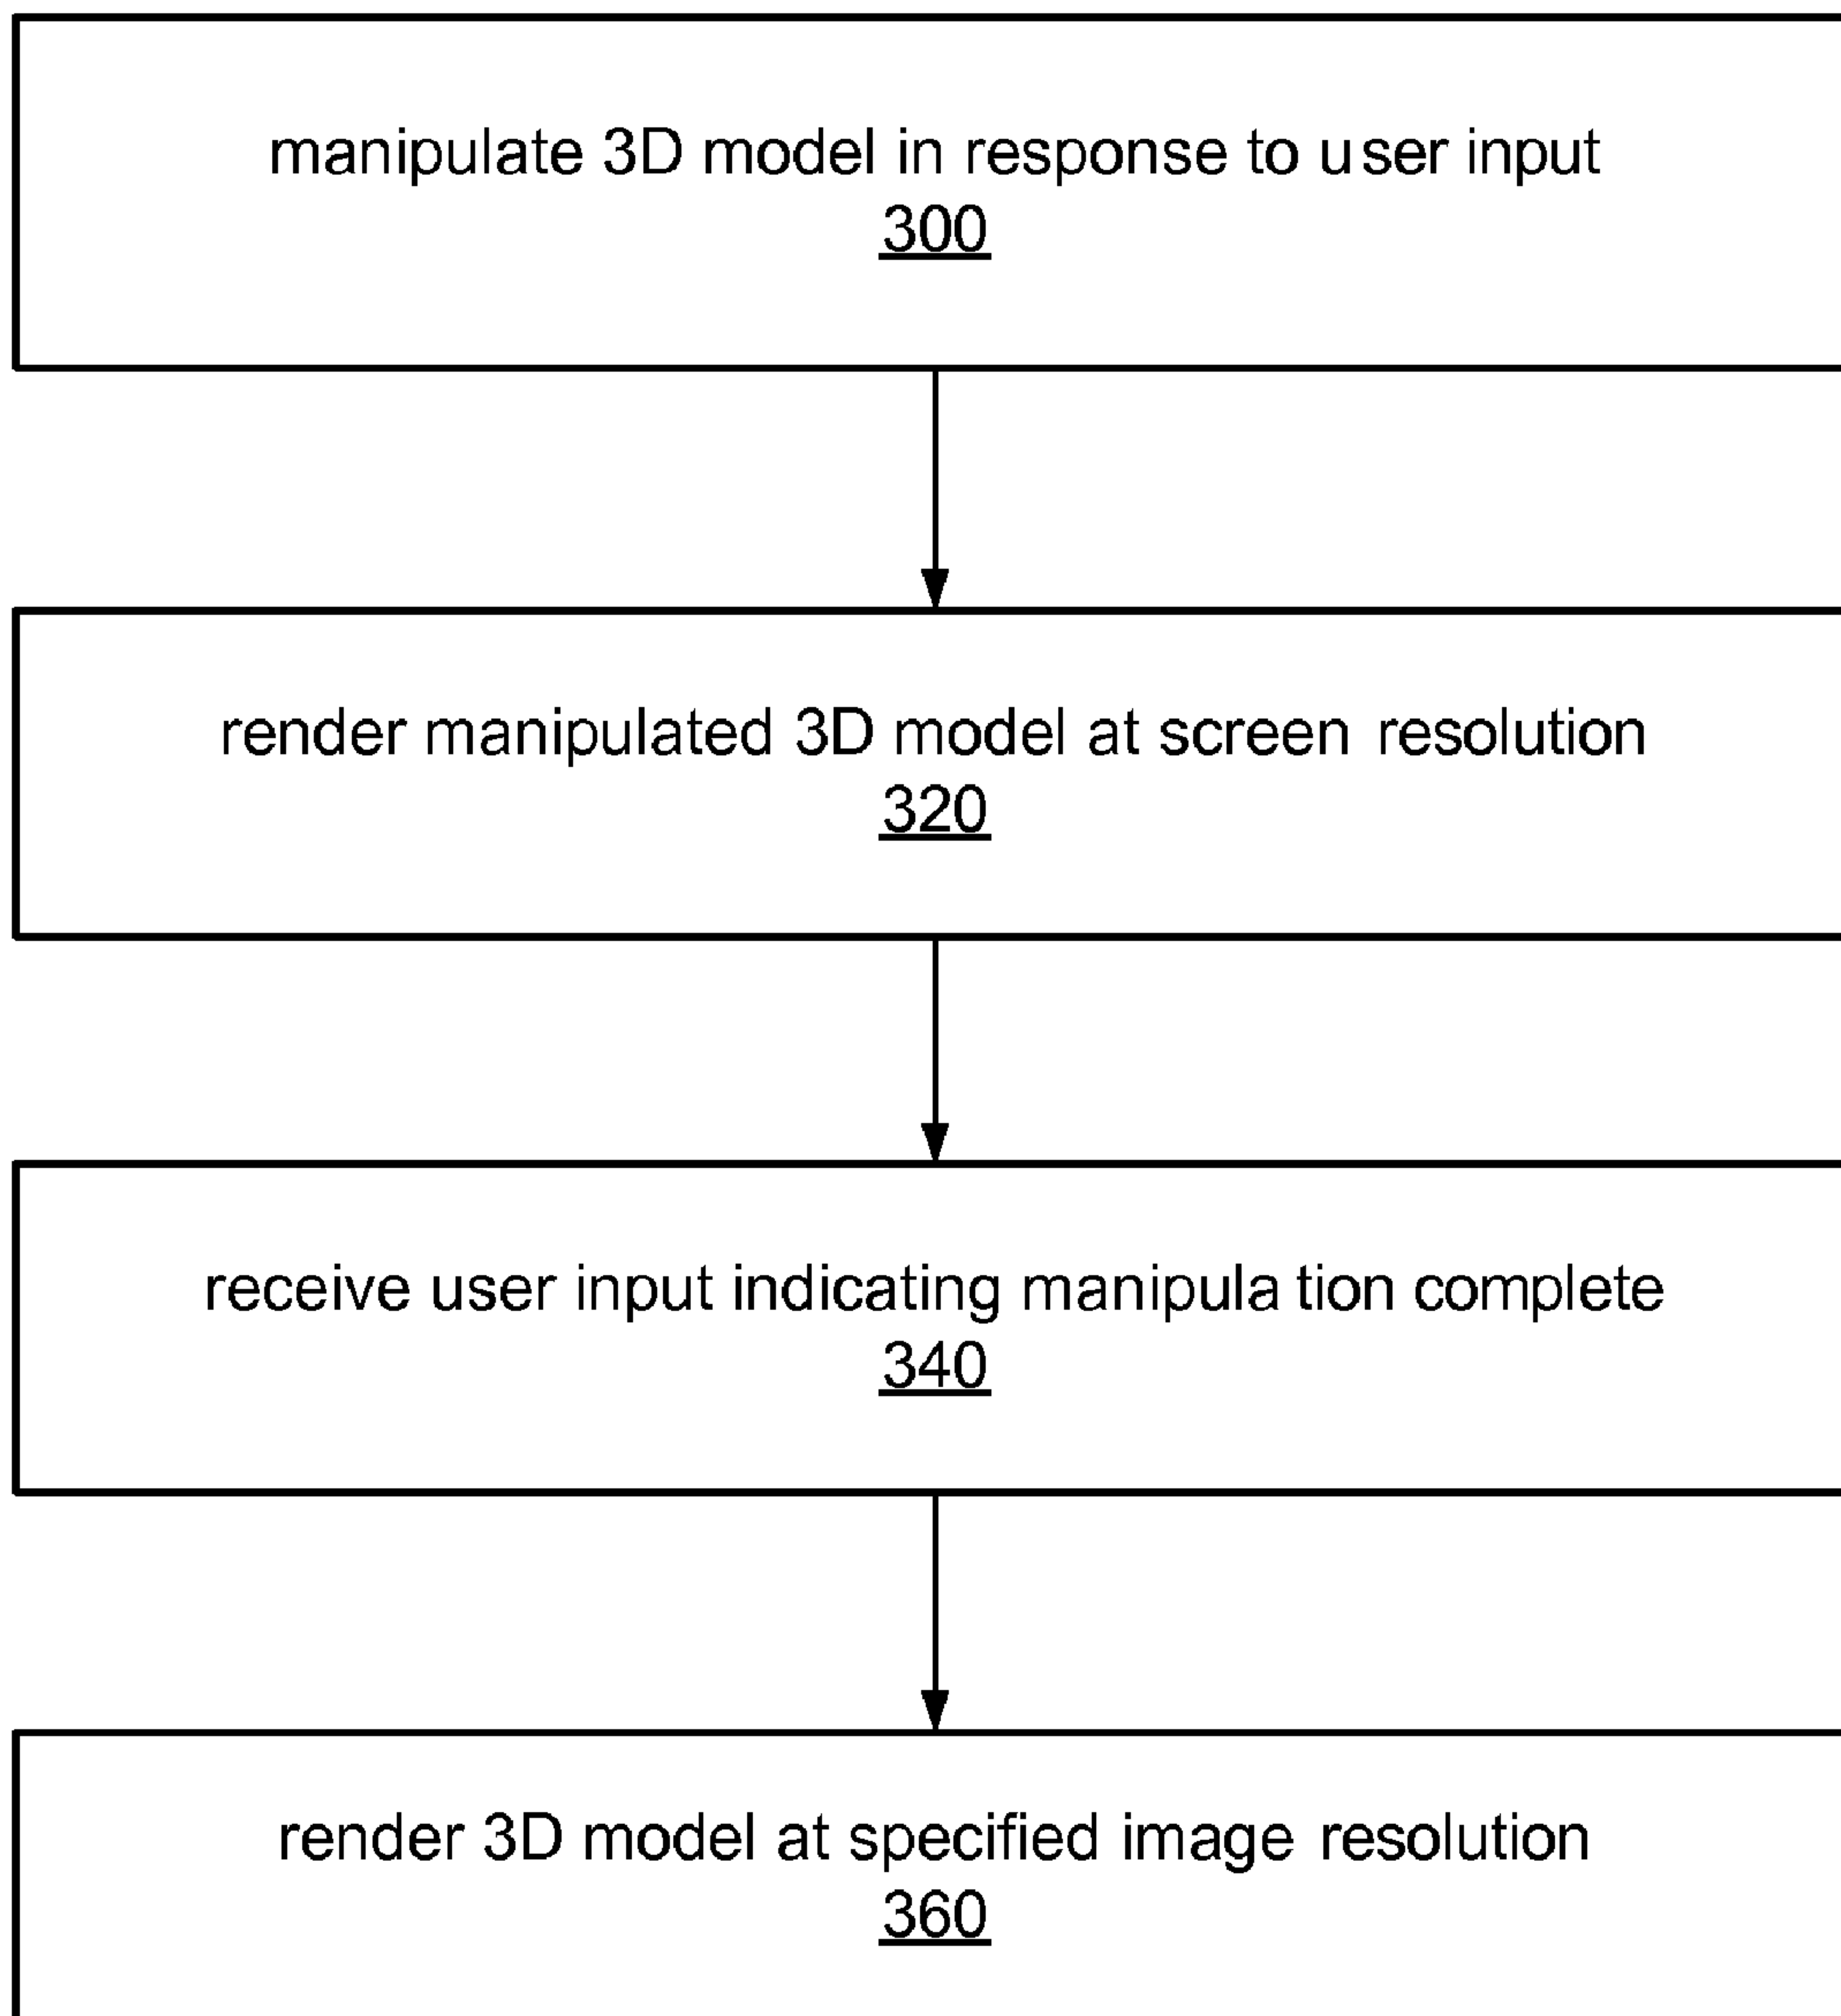 manipulate 3D model in response to user input
300
render manipulated 3D model at screen resolution
320
receive user input indicating manipulation complete
340
render 3D model at specified image resolution
360